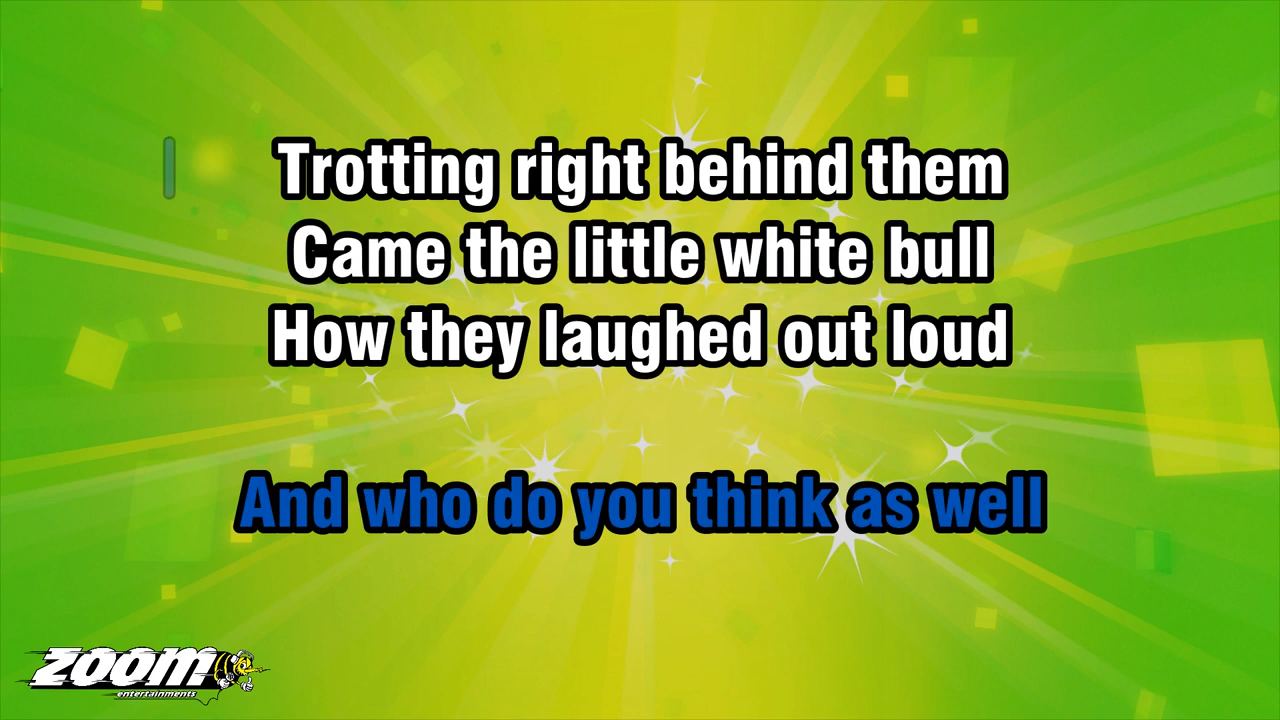 Trotting right behind them
Came the little white bull
How they laughed out loud
And who do you think as well
ZOOM
entertainments